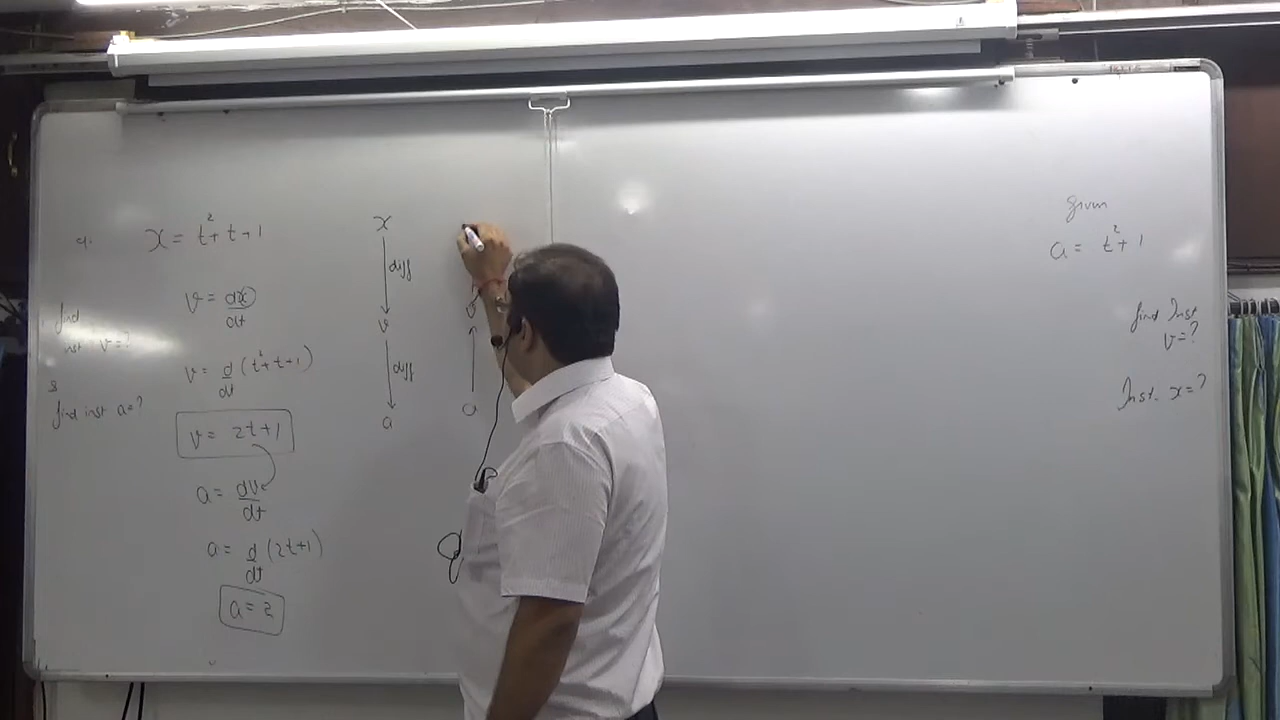 q. x = t² + t + 1
v = dx/dt
find
inst v = ?
v = d/dt (t² + t + 1)
&
find inst a = ?
v = 2t + 1
a = dv/dt
a = d/dt (2t + 1)
a = 2
x
diff
v
diff
a
v
a
given
a = t² + 1
find Inst
v = ?
Inst. x = ?